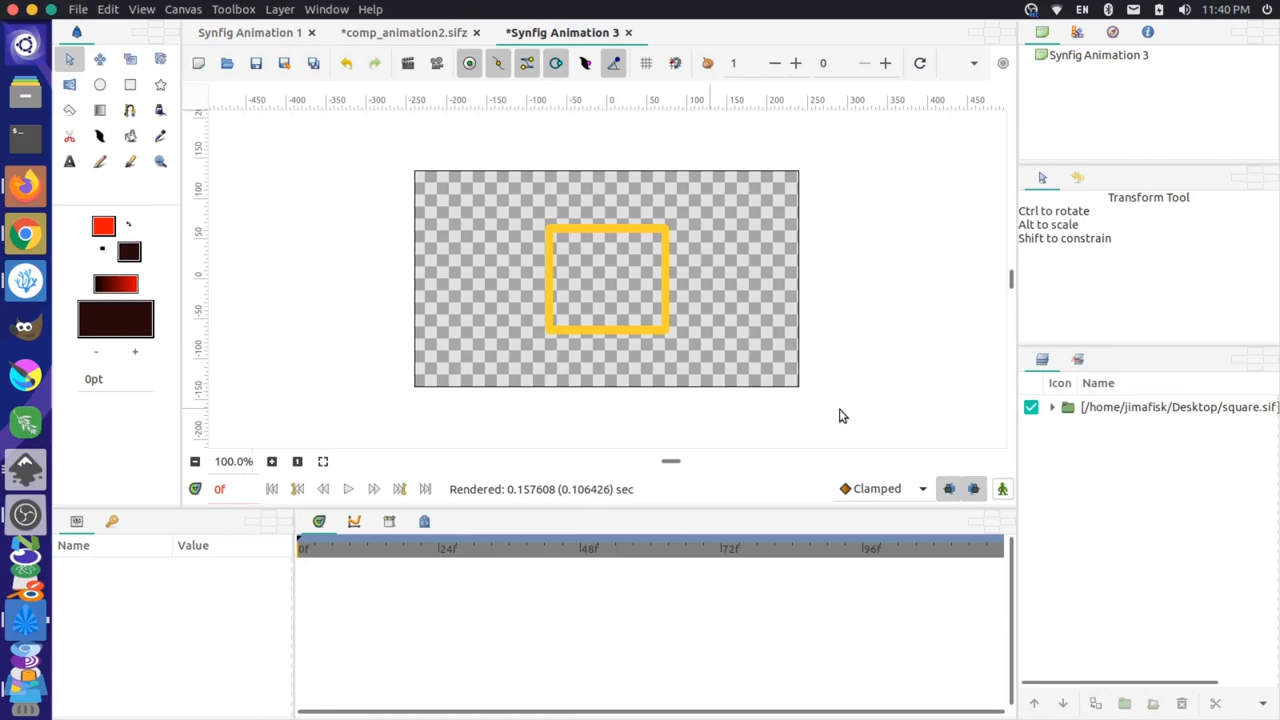 File Edit View Canvas Toolbox Layer Window Help
EN 11:40 PM
Synfig Animation 1
*comp_animation2.sifz
*Synfig Animation 3
1
0
-450 -400 -350 -300 -250 -200 -150 -100 -50 0 50 100 150 200 250 300 350 400 450
150
100
50
0
-50
-100
-150
-200
- +
0pt
100.0%
0f
Rendered: 0.157608 (0.106426) sec
Clamped
Name Value
0f 24f 48f 72f 96f
Synfig Animation 3
Transform Tool
Ctrl to rotate
Alt to scale
Shift to constrain
Icon Name
[/home/jimafisk/Desktop/square.sif]